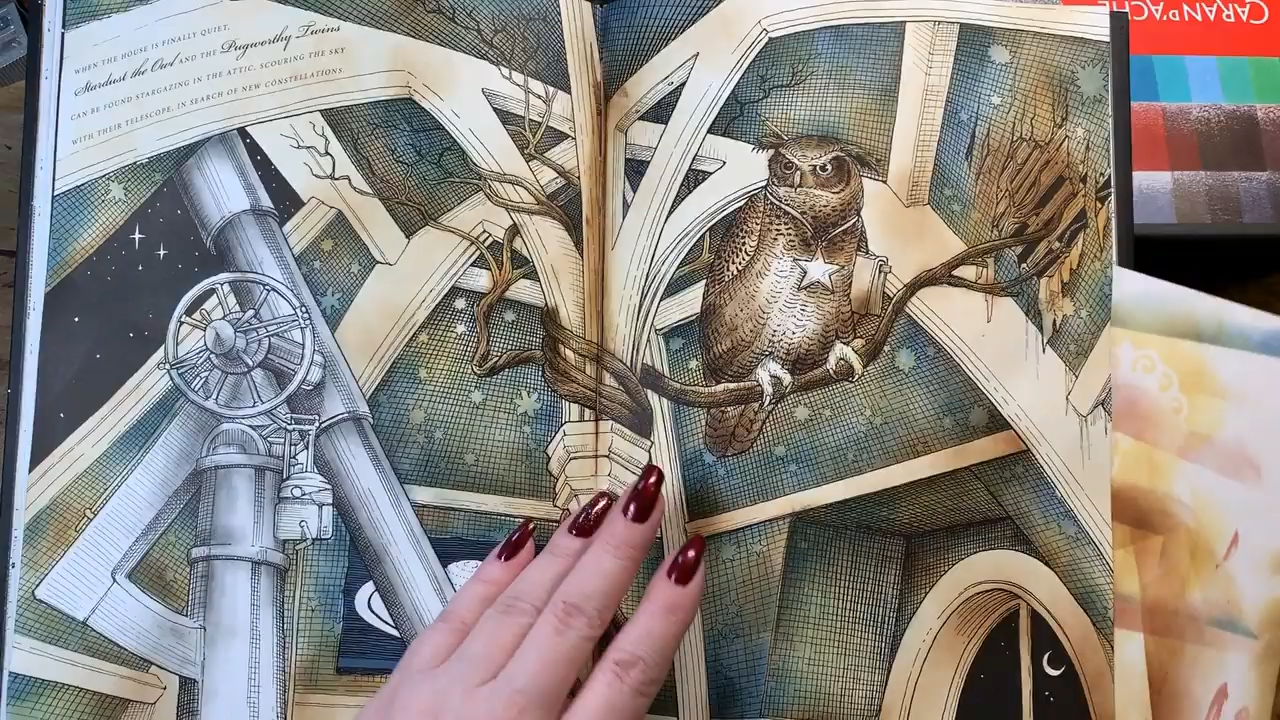 WHEN THE HOUSE IS FINALLY QUIET,
Stardust the Owl AND THE Pugworthy Twins
CAN BE FOUND STARGAZING IN THE ATTIC, SCOURING THE SKY
WITH THEIR TELESCOPE, IN SEARCH OF NEW CONSTELLATIONS.
CARAN D'ACHE